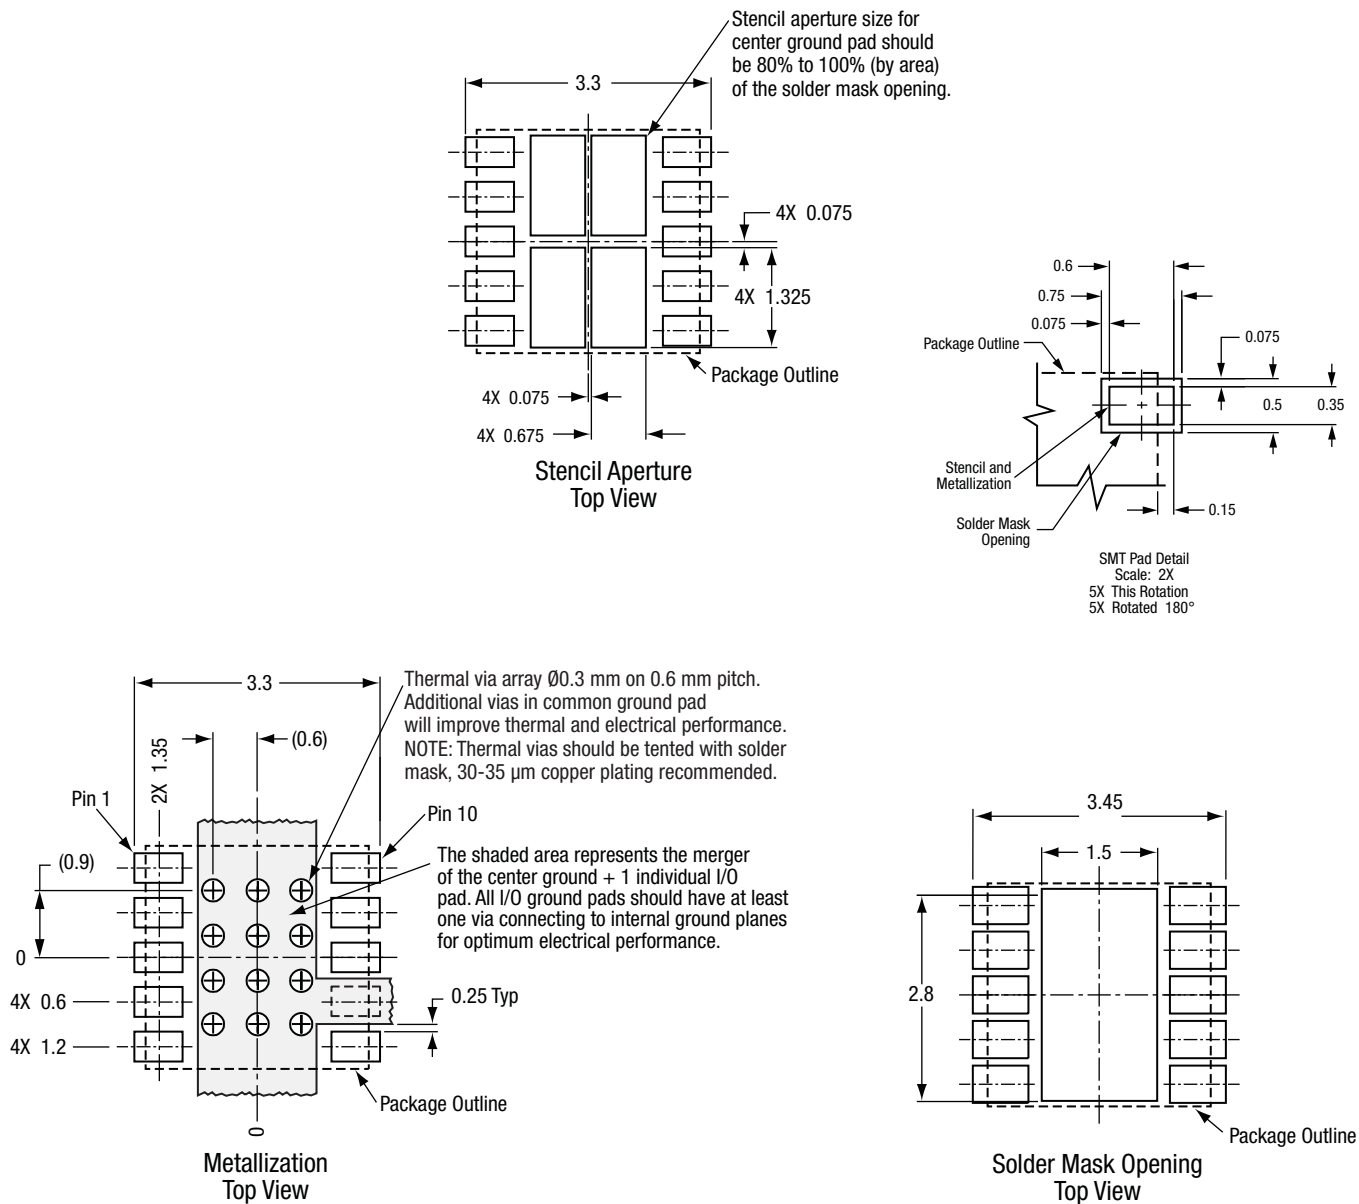 Stencil aperture size for
center ground pad should
be 80% to 100% (by area)
of the solder mask opening.
3.3
4X 0.075
4X 1.325
Package Outline
4X 0.075
4X 0.675
Stencil Aperture
Top View
0.6
0.75
0.075
0.075
Package Outline
0.5
0.35
Stencil and
Metallization
0.15
Solder Mask
Opening
SMT Pad Detail
Scale: 2X
5X This Rotation
5X Rotated 180°
3.3
Thermal via array Ø0.3 mm on 0.6 mm pitch.
Additional vias in common ground pad
will improve thermal and electrical performance.
NOTE: Thermal vias should be tented with solder
mask, 30-35 µm copper plating recommended.
(0.6)
2X 1.35
Pin 1
Pin 10
(0.9)
The shaded area represents the merger
of the center ground + 1 individual I/O
pad. All I/O ground pads should have at least
one via connecting to internal ground planes
for optimum electrical performance.
0
4X 0.6
0.25 Typ
4X 1.2
Package Outline
0
Metallization
Top View
3.45
1.5
2.8
Package Outline
Solder Mask Opening
Top View